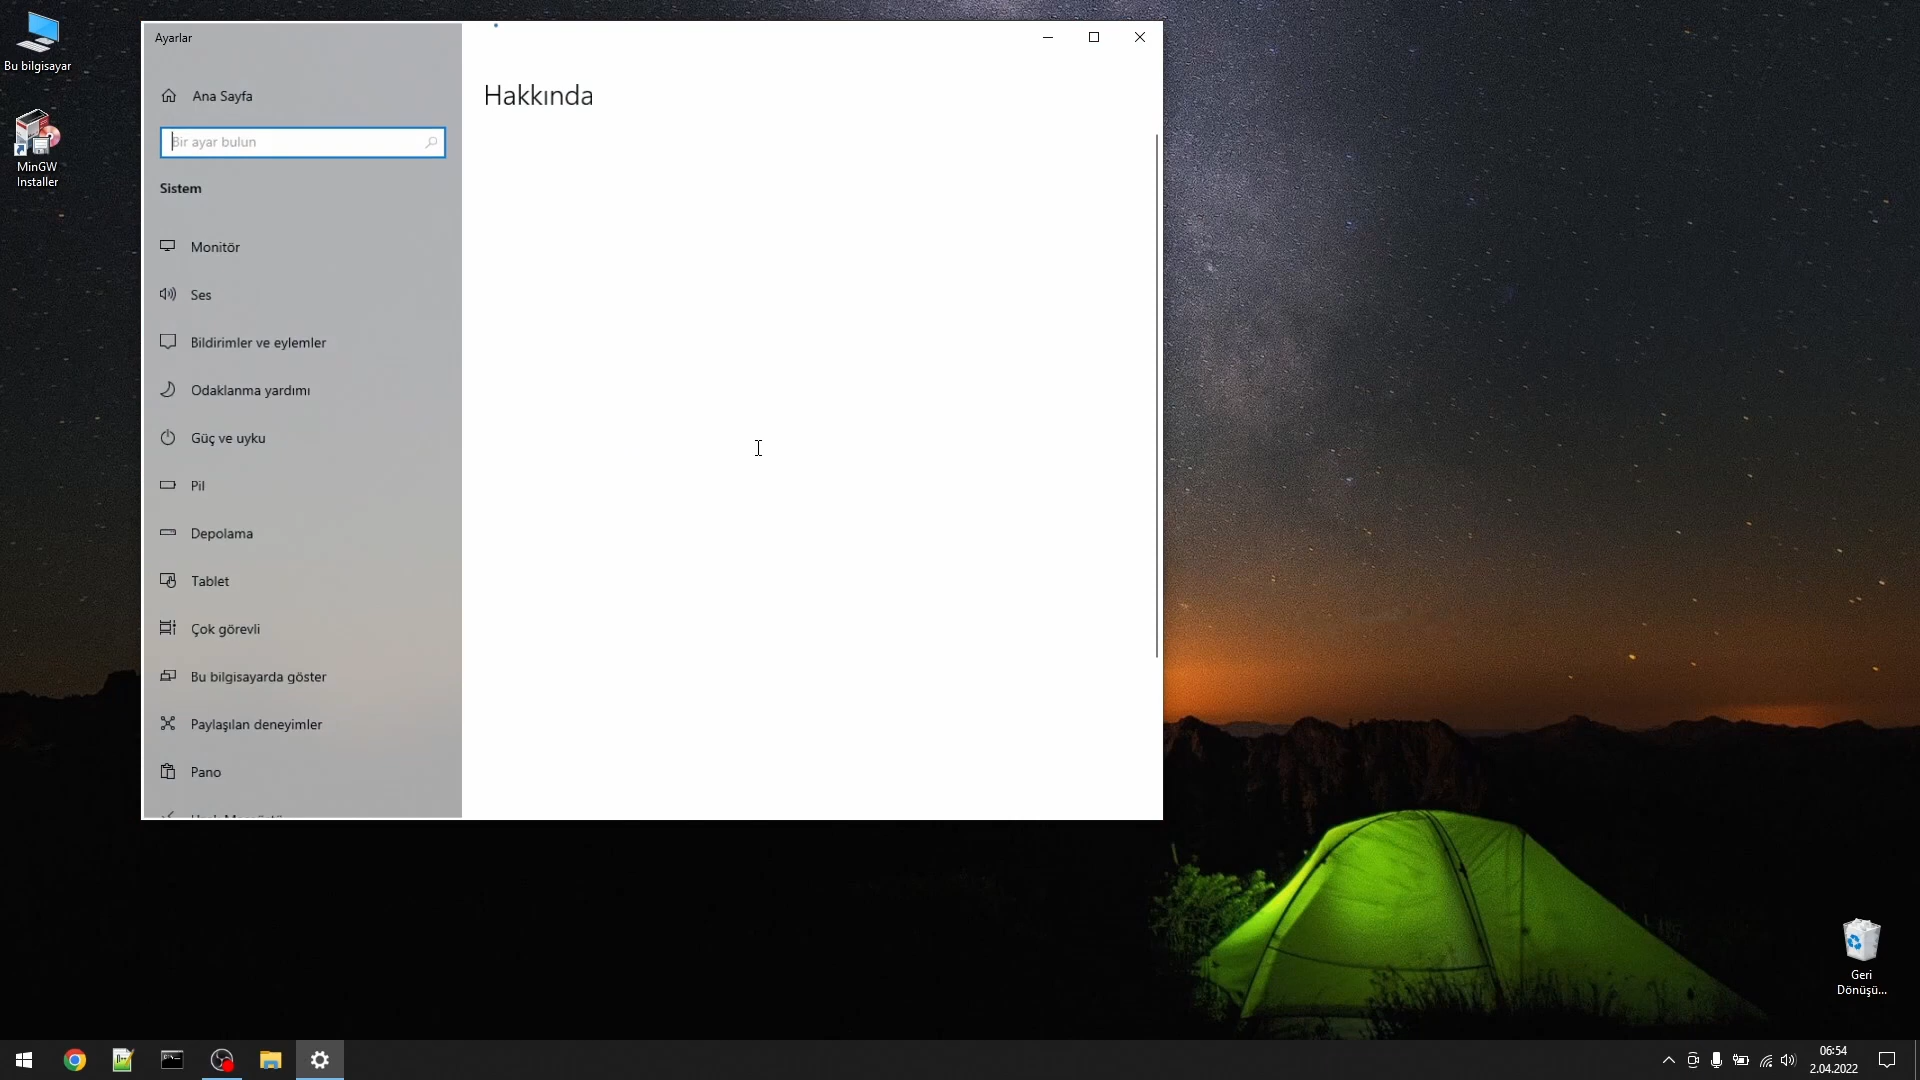 Bu bilgisayar
MinGW
Installer
Ayarlar
Ana Sayfa
Bir ayar bulun
Sistem
Monitör
Ses
Bildirimler ve eylemler
Odaklanma yardımı
Güç ve uyku
Pil
Depolama
Tablet
Çok görevli
Bu bilgisayarda göster
Paylaşılan deneyimler
Pano
Hakkında
Geri
Dönüşü...
06:54
2.04.2022